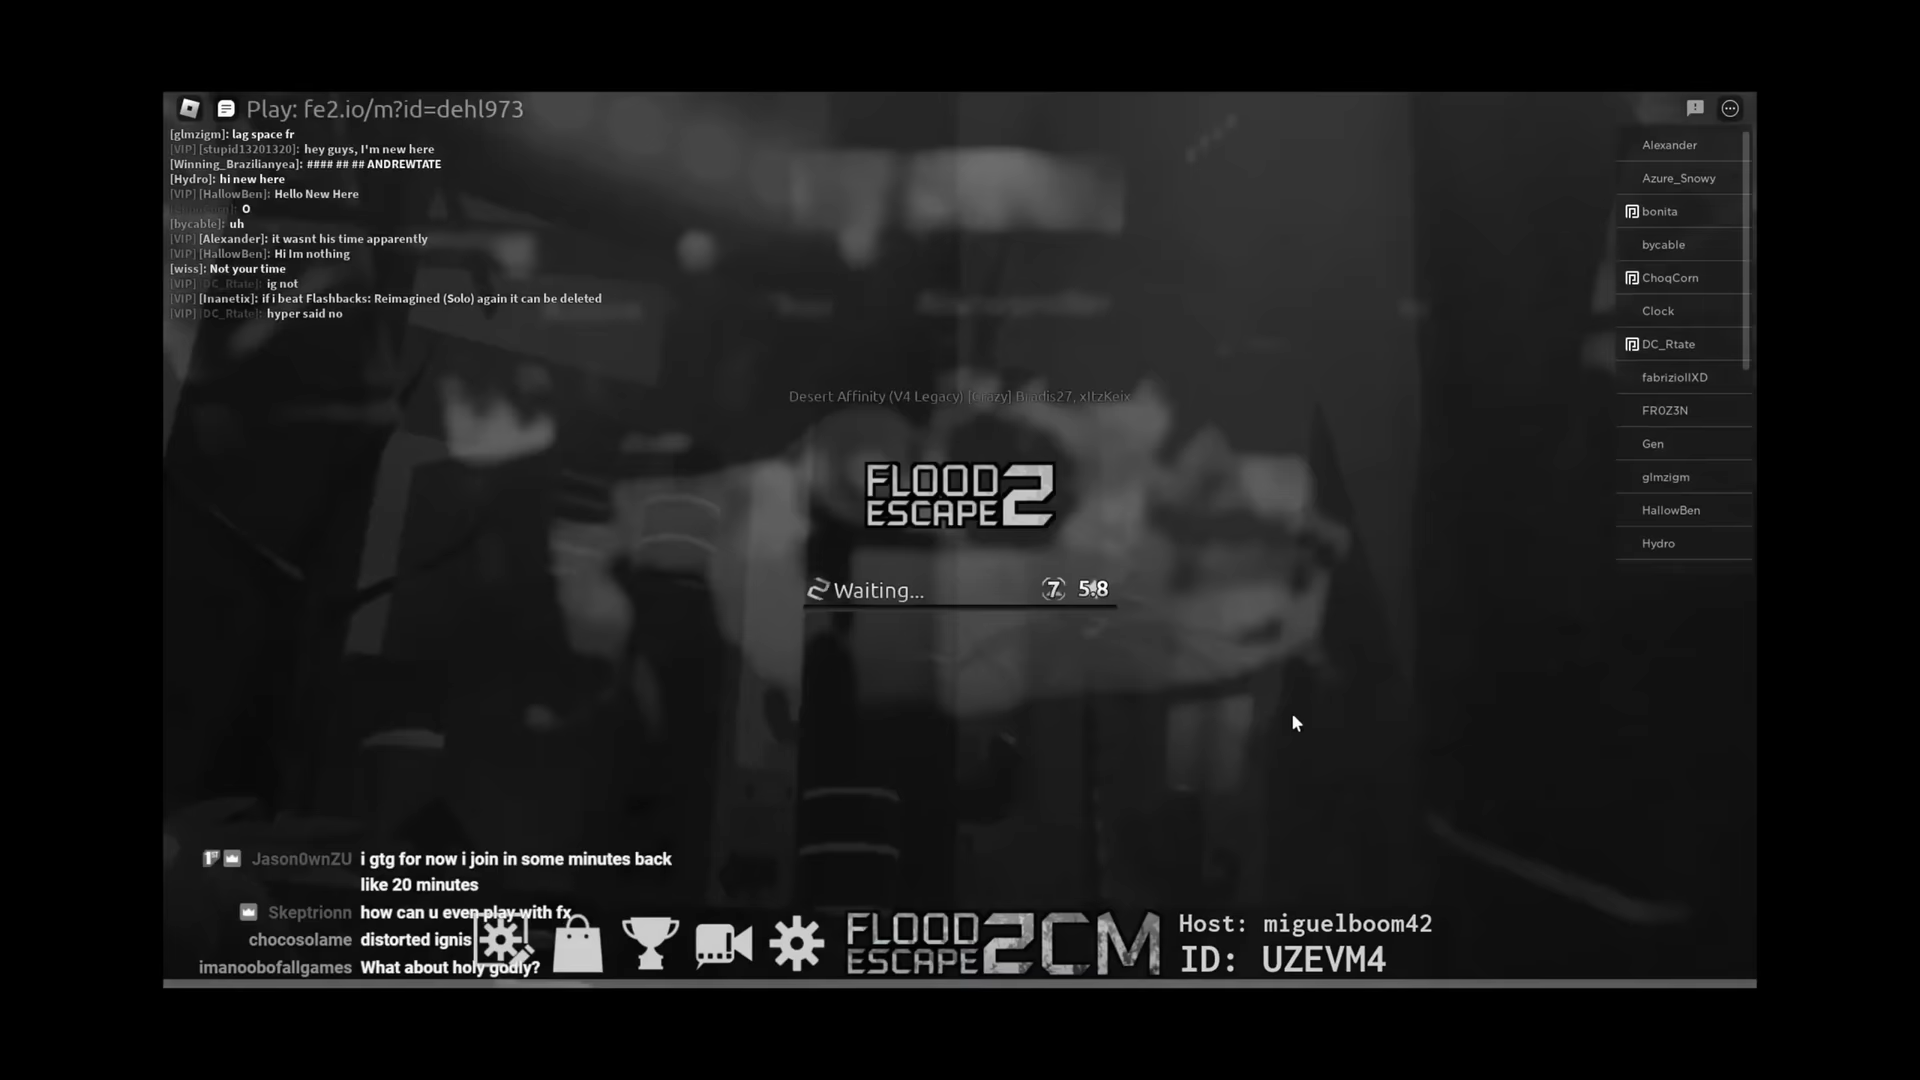 Play: fe2.io/m?id=dehl973
[glmzigm]: lag space fr
[VIP] [stupid13201320]: hey guys, I'm new here
[Winning_Brazilianyea]: #### ## ## ANDREWTATE
[Hydro]: hi new here
[VIP] [HallowBen]: Hello New Here
O
[bycable]: uh
[VIP] [Alexander]: it wasnt his time apparently
[VIP] [HallowBen]: Hi Im nothing
[wiss]: Not your time
[VIP] [DC_Rtate]: ig not
[VIP] [Inanetix]: if i beat Flashbacks: Reimagined (Solo) again it can be deleted
[VIP] [DC_Rtate]: hyper said no
Alexander
Azure_Snowy
bonita
bycable
ChoqCorn
Clock
DC_Rtate
fabriziollXD
FR0Z3N
Gen
glmzigm
HallowBen
Hydro
Desert Affinity (V4 Legacy) [Crazy] Bradis27, xItzKeix
FLOOD ESCAPE 2
Waiting... 7 5.8
1ST Jason0wnZU i gtg for now i join in some minutes back
like 20 minutes
Skeptrionn how can u even play with fx
chocosolame distorted ignis
imanoobofallgames What about holy godly?
FLOOD ESCAPE 2CM
Host: miguelboom42
ID: UZEVM4